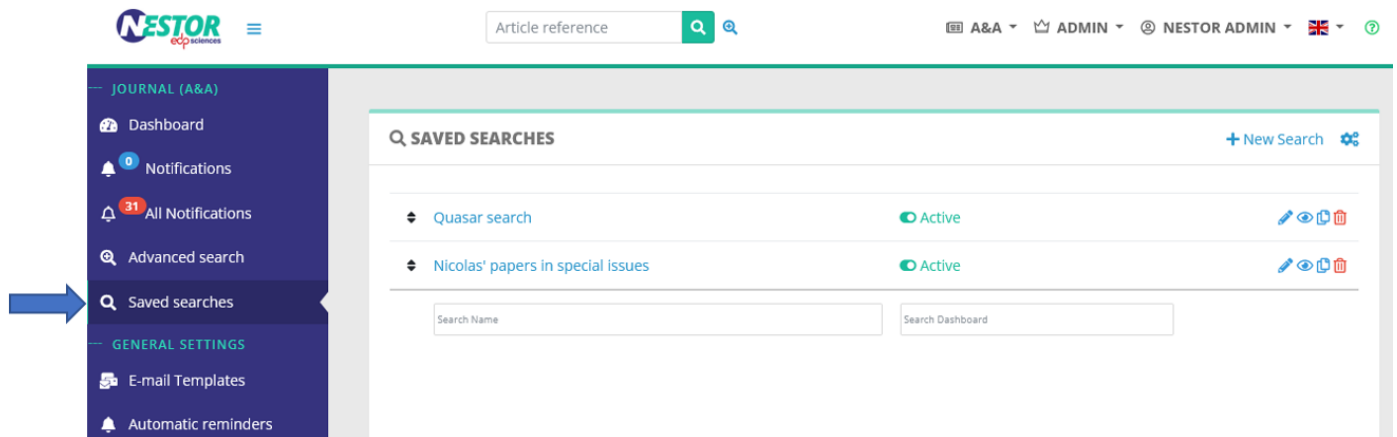 NESTOR
edp sciences
Article reference
A&A
ADMIN
NESTOR ADMIN
?
JOURNAL (A&A)
Dashboard
0 Notifications
31 All Notifications
Advanced search
Saved searches
GENERAL SETTINGS
E-mail Templates
Automatic reminders
SAVED SEARCHES
+ New Search
Quasar search
Active
Nicolas' papers in special issues
Active
Search Name
Search Dashboard